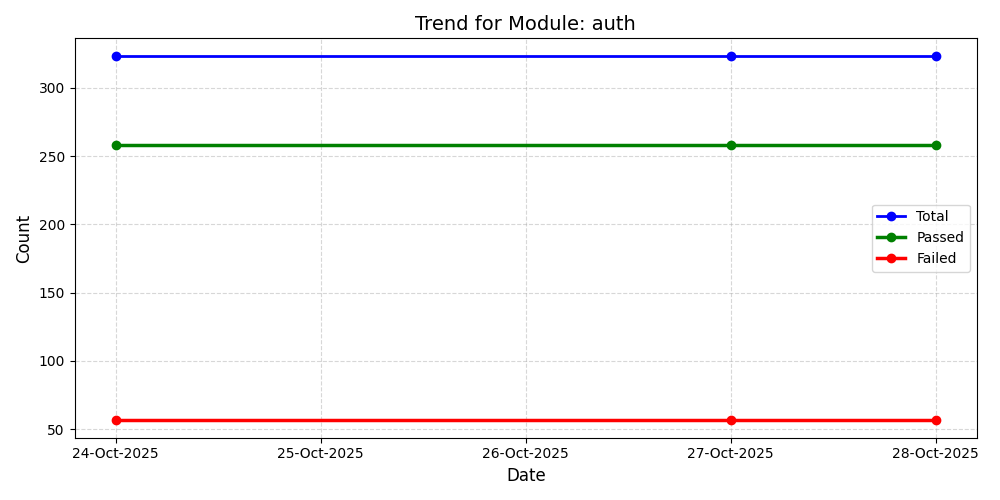 Trend for Module: auth
Count
300
250
200
150
100
50
Total
Passed
Failed
24-Oct-2025
25-Oct-2025
26-Oct-2025
27-Oct-2025
28-Oct-2025
Date